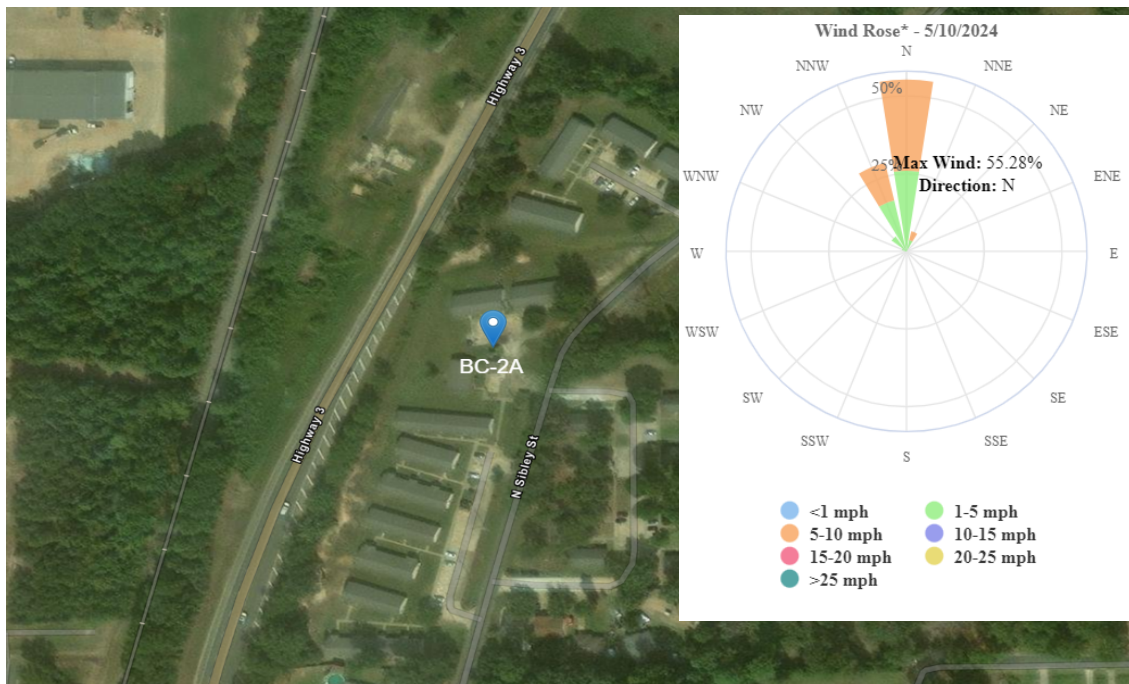 Wind Rose* - 5/10/2024
N
NNW
NNE
NW
NE
50%
25%
Max Wind: 55.28%
Direction: N
WNW
ENE
W
E
WSW
ESE
SW
SE
SSW
SSE
S
<1 mph
1-5 mph
5-10 mph
10-15 mph
15-20 mph
20-25 mph
>25 mph
Highway 3
BC-2A
Highway 3
N Sibley St